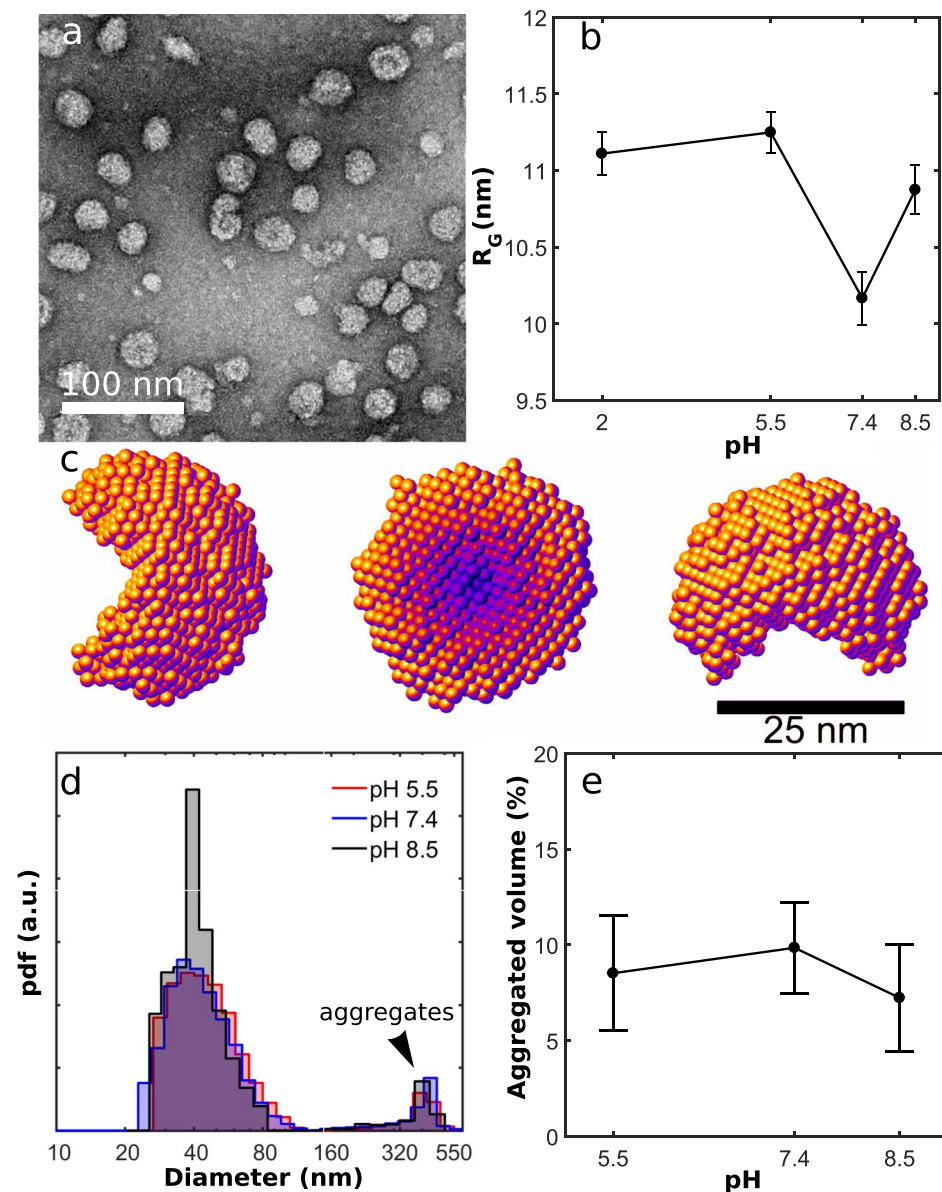 a
100 nm
b
12
11.5
11
10.5
10
9.5
R_G (nm)
2 5.5 7.4 8.5
pH
c
25 nm
d
pH 5.5
pH 7.4
pH 8.5
aggregates
pdf (a.u.)
10 20 40 80 160 320 550
Diameter (nm)
e
20
15
10
5
0
Aggregated volume (%)
5.5 7.4 8.5
pH